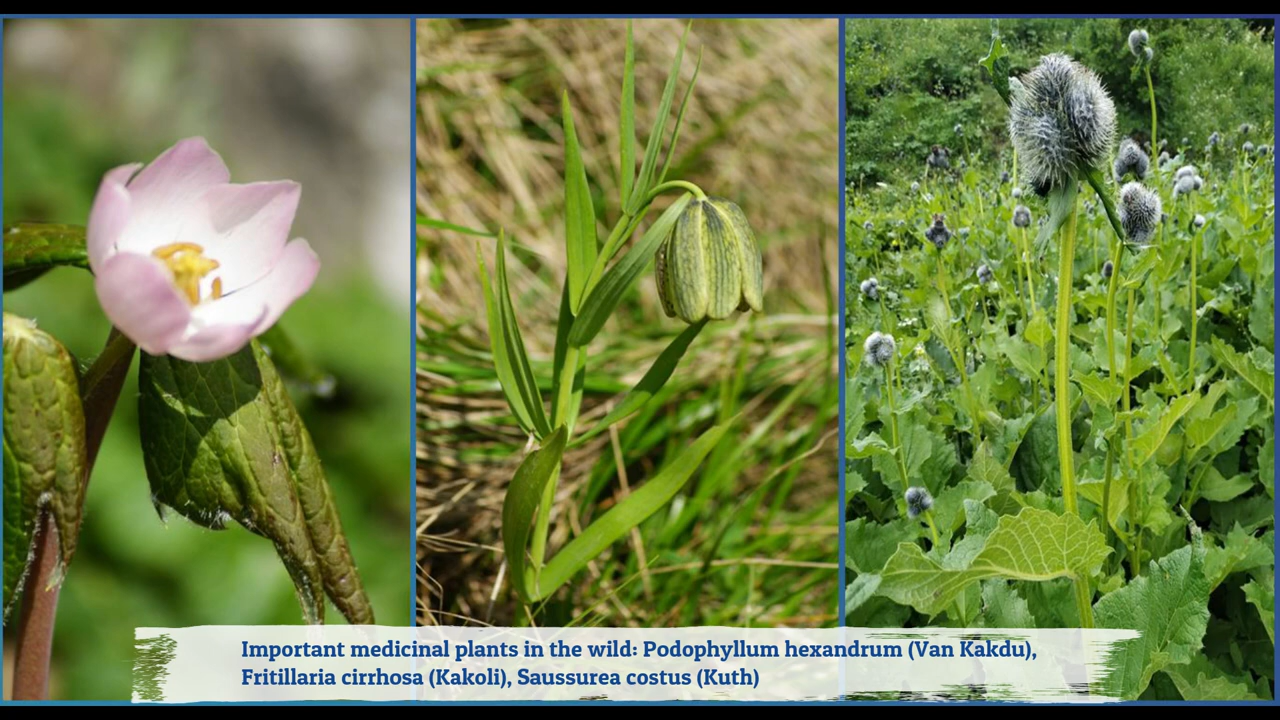 Important medicinal plants in the wild: Podophyllum hexandrum (Van Kakdu),
Fritillaria cirrhosa (Kakoli), Saussurea costus (Kuth)